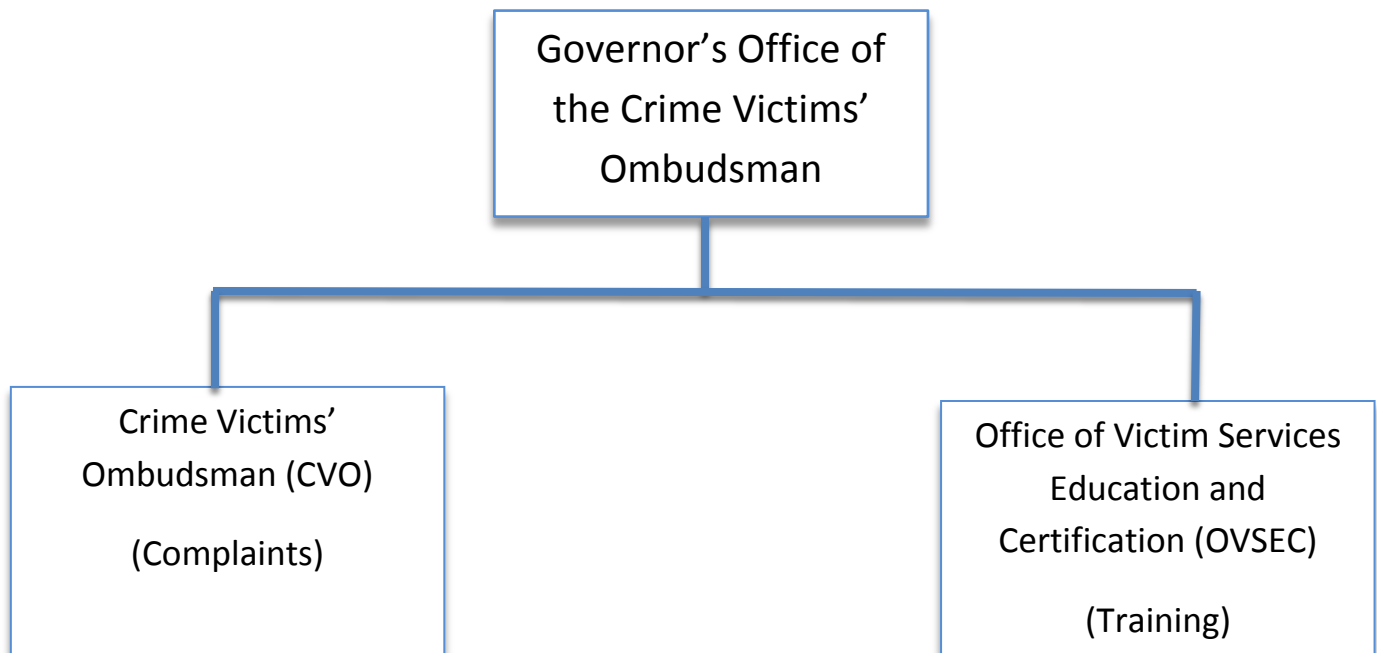 Governor’s Office of
the Crime Victims’
Ombudsman
Crime Victims’
Ombudsman (CVO)
(Complaints)
Office of Victim Services
Education and
Certification (OVSEC)
(Training)